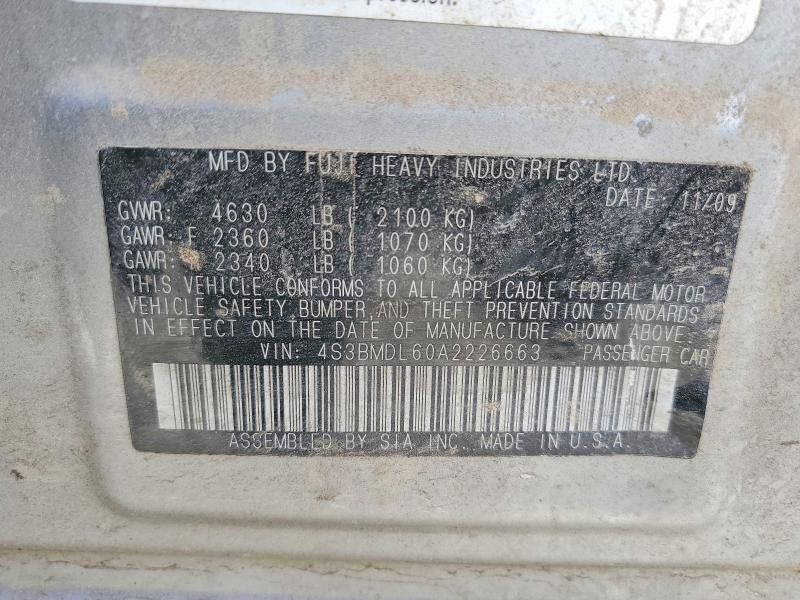 MFD BY FUJI HEAVY INDUSTRIES LTD.
DATE: 11/09
GVWR: 4630 LB ( 2100 KG)
GAWR: F 2360 LB ( 1070 KG)
GAWR: 2340 LB ( 1060 KG)
THIS VEHICLE CONFORMS TO ALL APPLICABLE FEDERAL MOTOR
VEHICLE SAFETY, BUMPER AND THEFT PREVENTION STANDARDS
IN EFFECT ON THE DATE OF MANUFACTURE SHOWN ABOVE.
VIN: 4S3BMDL60A2226663 PASSENGER CAR
ASSEMBLED BY SIA, INC. MADE IN U.S.A.